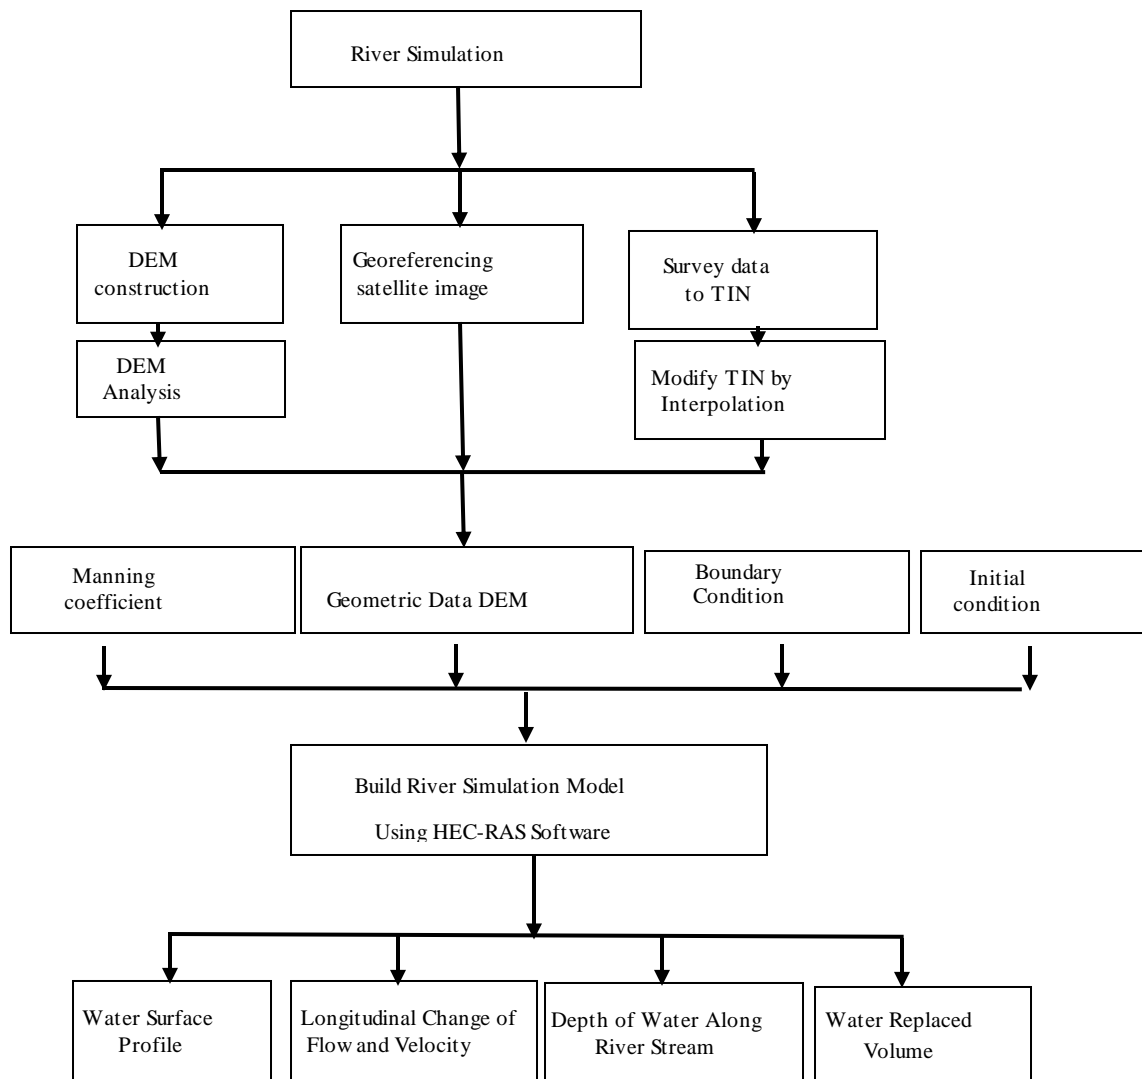 River Simulation
DEM
construction
Georeferencing
satellite image
Survey data
to TIN
DEM
Analysis
Modify TIN by
Interpolation
Manning
coefficient
Geometric Data DEM
Boundary
Condition
Initial
condition
Build River Simulation Model
Using HEC-RAS Software
Water Surface
Profile
Longitudinal Change of
Flow and Velocity
Depth of Water Along
River Stream
Water Replaced
Volume